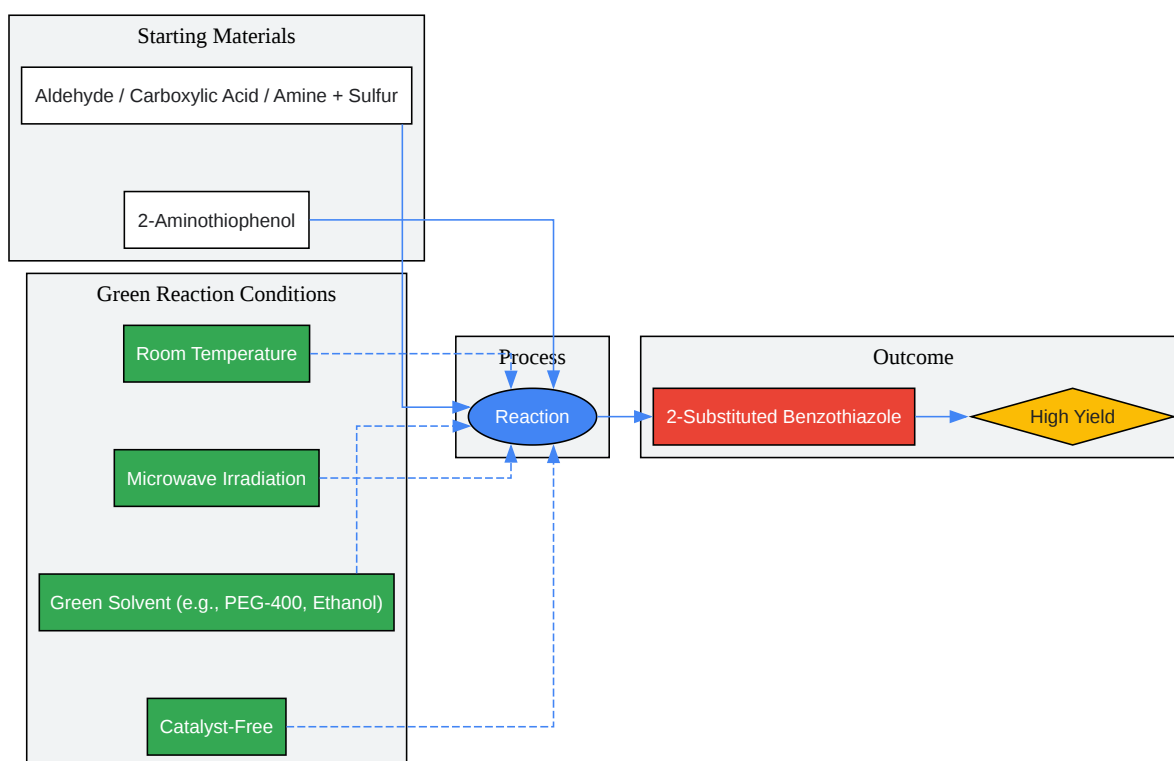 Starting Materials
Aldehyde / Carboxylic Acid / Amine + Sulfur
2-Aminothiophenol
Green Reaction Conditions
Room Temperature
Microwave Irradiation
Green Solvent (e.g., PEG-400, Ethanol)
Catalyst-Free
Process
Reaction
Outcome
2-Substituted Benzothiazole
High Yield